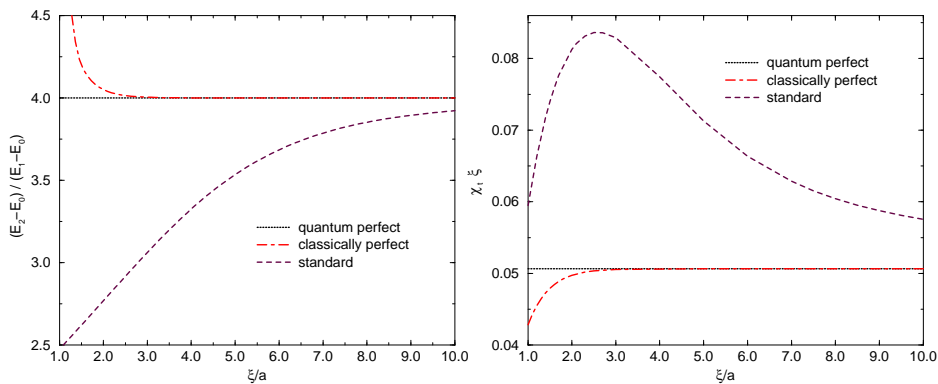 4.5
4.0
3.5
3.0
2.5
(E₂−E₀) / (E₁−E₀)
quantum perfect
classically perfect
standard
1.0 2.0 3.0 4.0 5.0 6.0 7.0 8.0 9.0 10.0
ξ/a
0.08
0.07
0.06
0.05
0.04
χₜ ξ
quantum perfect
classically perfect
standard
1.0 2.0 3.0 4.0 5.0 6.0 7.0 8.0 9.0 10.0
ξ/a